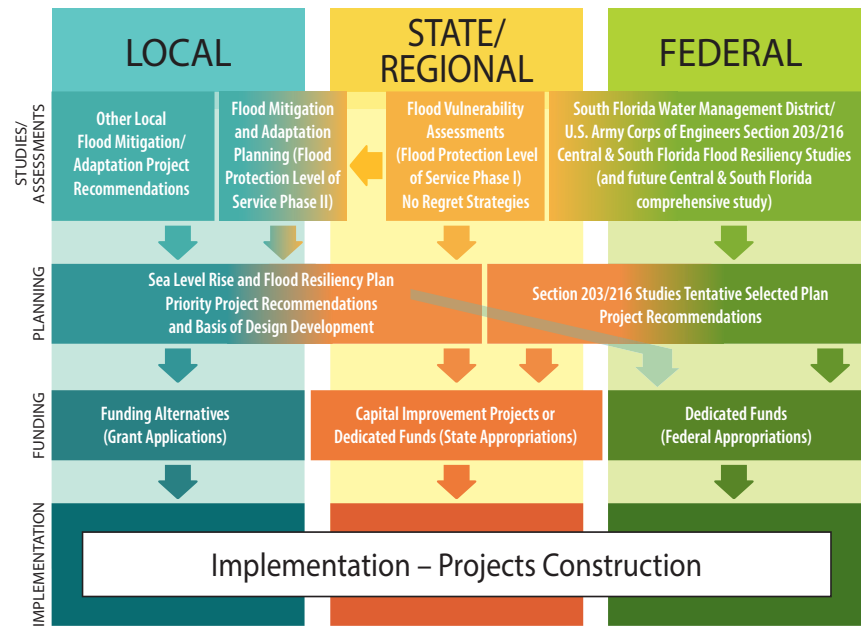 LOCAL
STATE/
REGIONAL
FEDERAL
STUDIES/
ASSESSMENTS
Other Local
Flood Mitigation/
Adaptation Project
Recommendations
Flood Mitigation
and Adaptation
Planning (Flood
Protection Level of
Service Phase II)
Flood Vulnerability
Assessments
(Flood Protection Level
of Service Phase I)
No Regret Strategies
South Florida Water Management District/
U.S. Army Corps of Engineers Section 203/216
Central & South Florida Flood Resiliency Studies
(and future Central & South Florida
comprehensive study)
PLANNING
Sea Level Rise and Flood Resiliency Plan
Priority Project Recommendations
and Basis of Design Development
Section 203/216 Studies Tentative Selected Plan
Project Recommendations
FUNDING
Funding Alternatives
(Grant Applications)
Capital Improvement Projects or
Dedicated Funds (State Appropriations)
Dedicated Funds
(Federal Appropriations)
IMPLEMENTATION
Implementation – Projects Construction